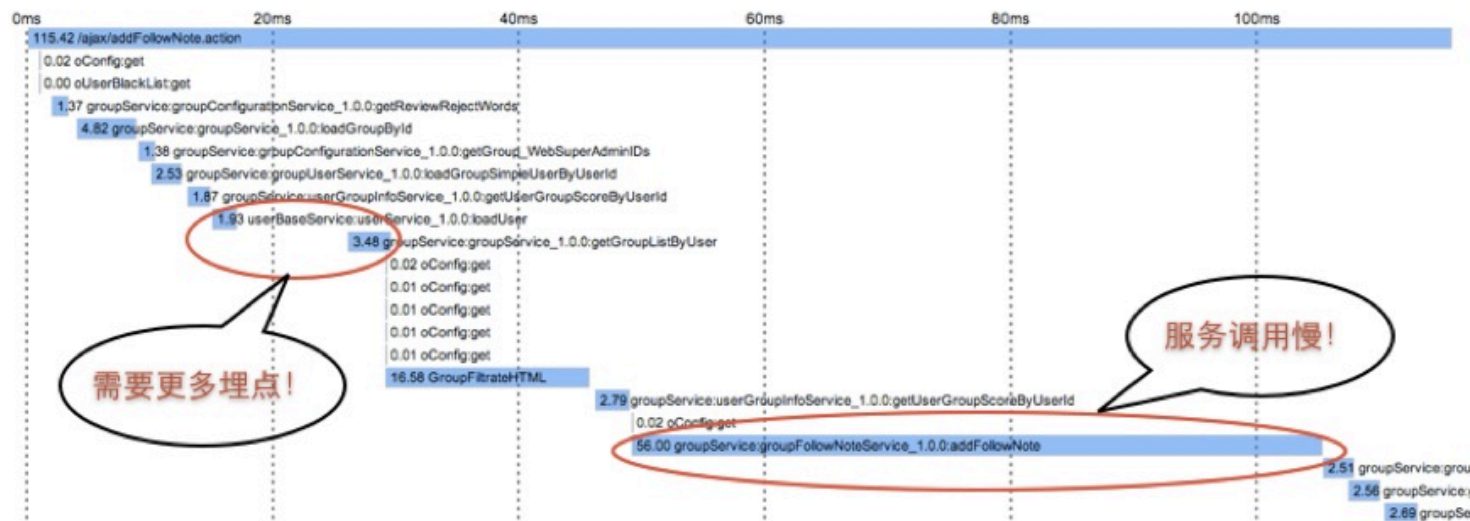 0ms 20ms 40ms 60ms 80ms 100ms
115.42 /ajax/addFollowNote.action
0.02 oConfig:get
0.00 oUserBlackList:get
1.37 groupService:groupConfigurationService_1.0.0:getReviewRejectWords
4.82 groupService:groupService_1.0.0:loadGroupById
1.38 groupService:groupConfigurationService_1.0.0:getGroup_WebSuperAdminIDs
2.53 groupService:groupUserService_1.0.0:loadGroupSimpleUserByUserId
1.87 groupService:userGroupInfoService_1.0.0:getUserGroupScoreByUserId
1.93 userBaseService:userService_1.0.0:loadUser
3.48 groupService:groupService_1.0.0:getGroupListByUser
0.02 oConfig:get
0.01 oConfig:get
0.01 oConfig:get
0.01 oConfig:get
0.01 oConfig:get
16.58 GroupFiltrateHTML
需要更多埋点!
服务调用慢!
2.79 groupService:userGroupInfoService_1.0.0:getUserGroupScoreByUserId
0.02 oConfig:get
56.00 groupService:groupFollowNoteService_1.0.0:addFollowNote
2.51 groupService:grou
2.56 groupService:
2.69 groupSe